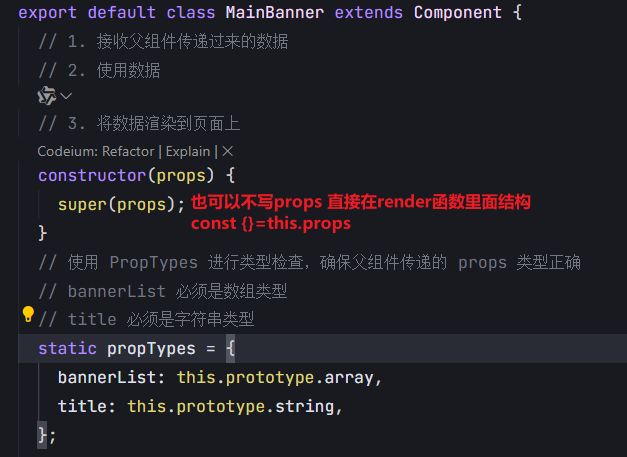 export default class MainBanner extends Component {
// 1. 接收父组件传递过来的数据
// 2. 使用数据
// 3. 将数据渲染到页面上
Codeium: Refactor | Explain | ×
constructor(props) {
super(props); 也可以不写props 直接在render函数里面结构
const {}=this.props
}
// 使用 PropTypes 进行类型检查，确保父组件传递的 props 类型正确
// bannerList 必须是数组类型
// title 必须是字符串类型
static propTypes = {
bannerList: this.prototype.array,
title: this.prototype.string,
};